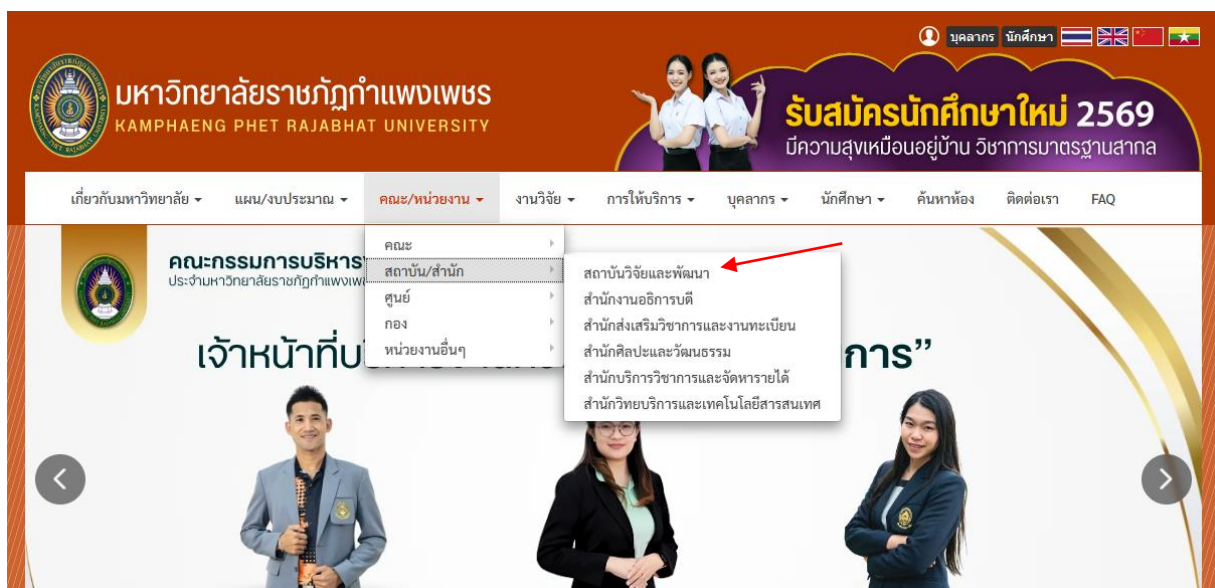 บุคลากร นักศึกษา
มหาวิทยาลัยราชภัฏกำแพงเพชร
KAMPHAENG PHET RAJABHAT UNIVERSITY
รับสมัครนักศึกษาใหม่ 2569
มีความสุขเหมือนอยู่บ้าน วิชาการมาตรฐานสากล
เกี่ยวกับมหาวิทยาลัย แผน/งบประมาณ คณะ/หน่วยงาน งานวิจัย การให้บริการ บุคลากร นักศึกษา ค้นหาห้อง ติดต่อเรา FAQ
คณะ
สถาบัน/สำนัก
ศูนย์
กอง
หน่วยงานอื่นๆ
สถาบันวิจัยและพัฒนา
สำนักงานอธิการบดี
สำนักส่งเสริมวิชาการและงานทะเบียน
สำนักศิลปะและวัฒนธรรม
สำนักบริการวิชาการและจัดหารายได้
สำนักวิทยบริการและเทคโนโลยีสารสนเทศ
คณะกรรมการบริหาร
ประจำมหาวิทยาลัยราชภัฏกำแพงเพ
เจ้าหน้าที่บ การ”